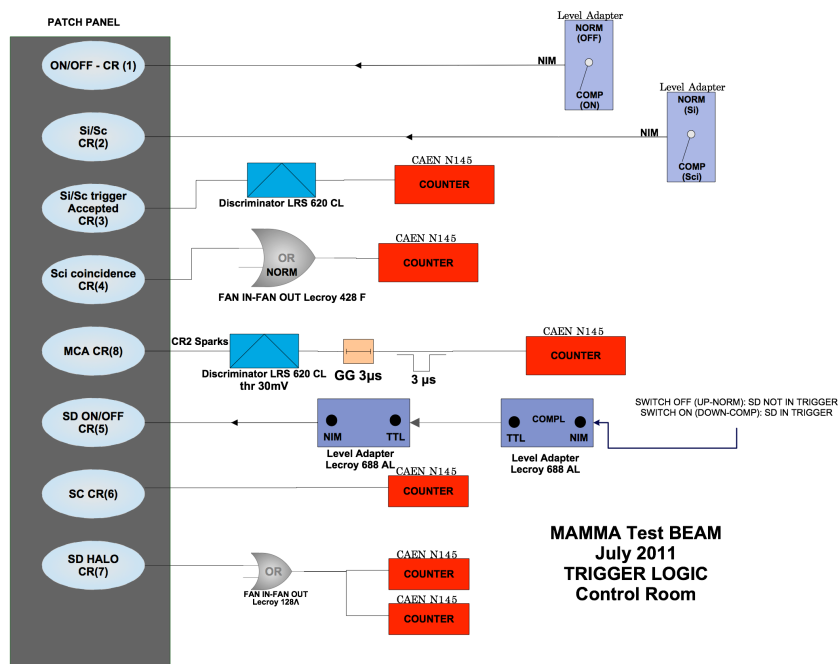 PATCH PANEL
Level Adapter
NORM
(OFF)
ON/OFF - CR (1)
NIM
COMP
(ON)
Level Adapter
NORM
(Si)
Si/Sc
CR(2)
NIM
COMP
(Sci)
CAEN N145
Si/Sc trigger
Accepted
CR(3)
COUNTER
Discriminator LRS 620 CL
CAEN N145
OR
NORM
COUNTER
Sci coincidence
CR(4)
FAN IN-FAN OUT Lecroy 428 F
CAEN N145
MCA CR(8)
CR2 Sparks
COUNTER
Discriminator LRS 620 CL
thr 30mV
GG 3µs
3 µs
SWITCH OFF (UP-NORM): SD NOT IN TRIGGER
SWITCH ON (DOWN-COMP): SD IN TRIGGER
SD ON/OFF
CR(5)
NIM
TTL
COMPL
TTL
NIM
Level Adapter
Lecroy 688 AL
Level Adapter
Lecroy 688 AL
CAEN N145
SC CR(6)
COUNTER
MAMMA Test BEAM
July 2011
TRIGGER LOGIC
Control Room
SD HALO
CR(7)
CAEN N145
OR
COUNTER
FAN IN-FAN OUT
Lecroy 128Λ
CAEN N145
COUNTER